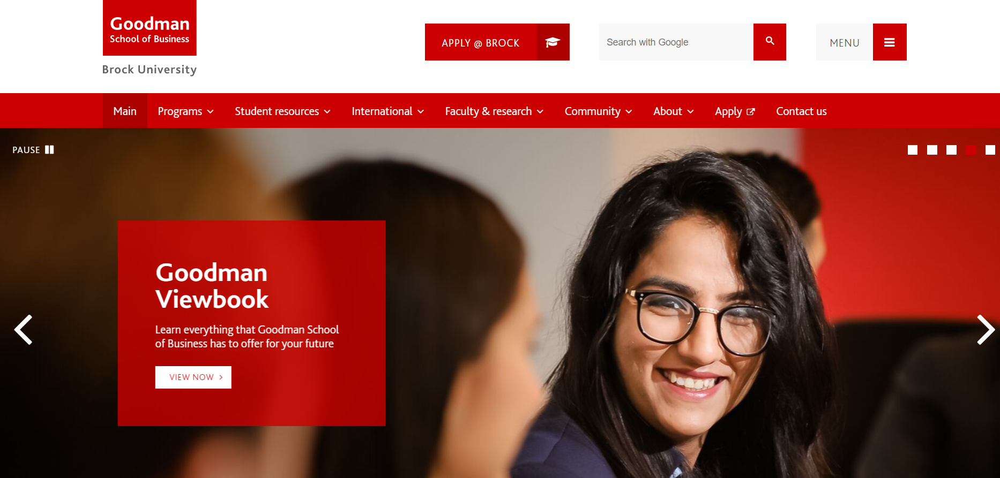 Goodman
School of Business
Brock University
APPLY @ BROCK
Search with Google
MENU
Main
Programs
Student resources
International
Faculty & research
Community
About
Apply
Contact us
PAUSE
Goodman
Viewbook
Learn everything that Goodman School
of Business has to offer for your future
VIEW NOW